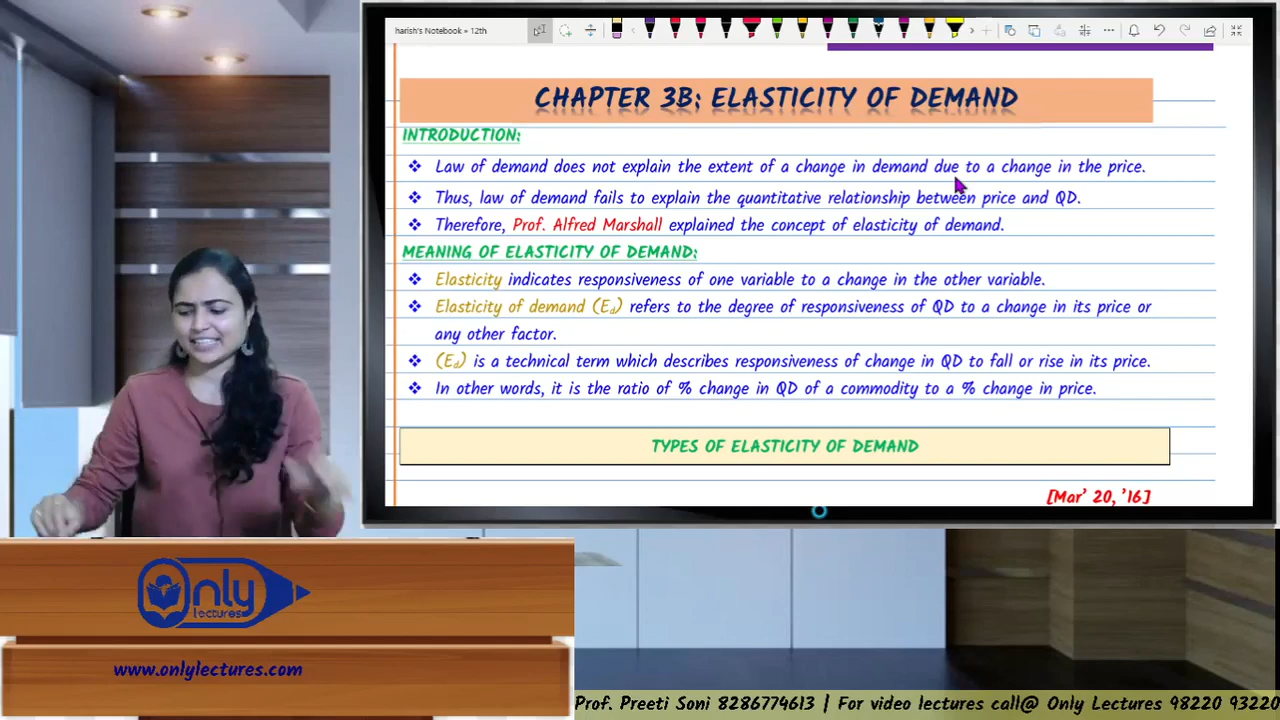 harish's Notebook » 12th
CHAPTER 3B: ELASTICITY OF DEMAND
INTRODUCTION:
❖ Law of demand does not explain the extent of a change in demand due to a change in the price.
❖ Thus, law of demand fails to explain the quantitative relationship between price and QD.
❖ Therefore, Prof. Alfred Marshall explained the concept of elasticity of demand.
MEANING OF ELASTICITY OF DEMAND:
❖ Elasticity indicates responsiveness of one variable to a change in the other variable.
❖ Elasticity of demand (Ed) refers to the degree of responsiveness of QD to a change in its price or
any other factor.
❖ (Ed) is a technical term which describes responsiveness of change in QD to fall or rise in its price.
❖ In other words, it is the ratio of % change in QD of a commodity to a % change in price.
TYPES OF ELASTICITY OF DEMAND
[Mar' 20, '16]
Only
lectures
www.onlylectures.com
Prof. Preeti Soni 8286774613 | For video lectures call@ Only Lectures 98220 93220